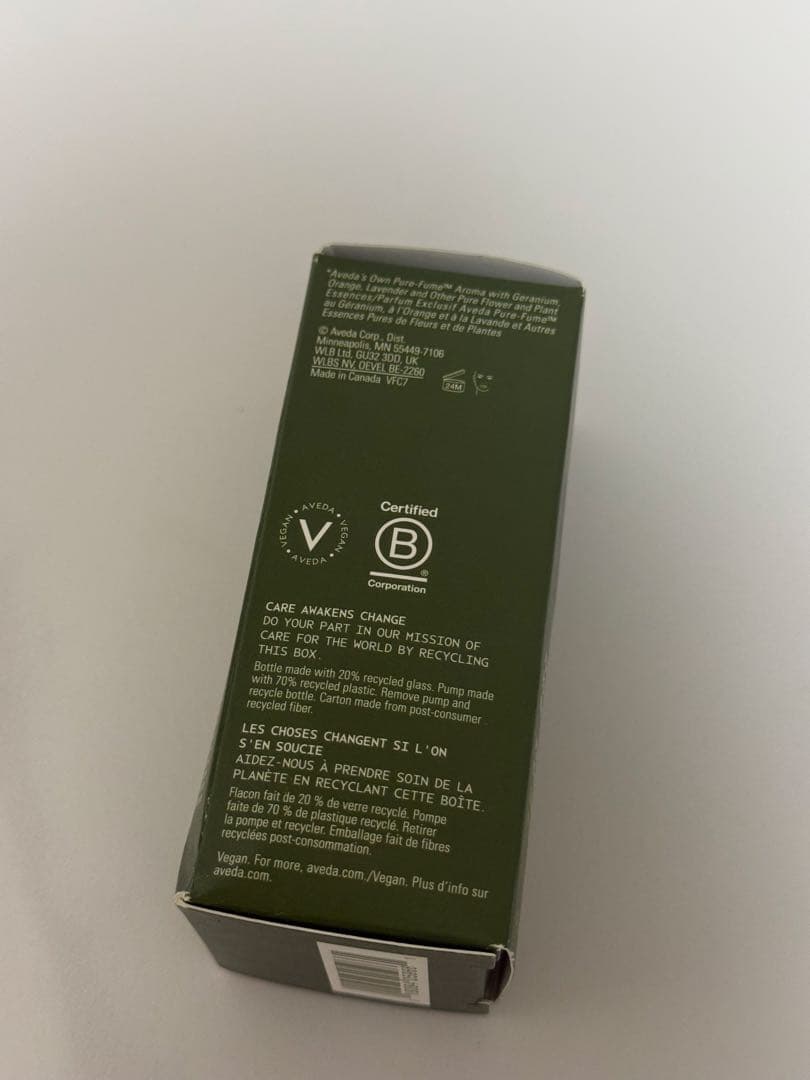 *Aveda's Own Pure-Fume™ Aroma with Geranium,
Orange, Lavender and Other Pure Flower and Plant
Essences/Parfum Exclusif Aveda Pure-Fume™
au Géranium, à l'Orange et à la Lavande et Autres
Essences Pures de Fleurs et de Plantes
© Aveda Corp., Dist.
Minneapolis, MN 55449-7106
WLB Ltd, GU32 3DD, UK
WLBS NV, OEVEL BE-2260
Made in Canada VFC7
24M
AVEDA • VEGAN • AVEDA • VEGAN
V
Certified
B
®
Corporation
CARE AWAKENS CHANGE
DO YOUR PART IN OUR MISSION OF
CARE FOR THE WORLD BY RECYCLING
THIS BOX.
Bottle made with 20% recycled glass. Pump made
with 70% recycled plastic. Remove pump and
recycle bottle. Carton made from post-consumer
recycled fiber.
LES CHOSES CHANGENT SI L'ON
S'EN SOUCIE
AIDEZ-NOUS À PRENDRE SOIN DE LA
PLANÈTE EN RECYCLANT CETTE BOÎTE.
Flacon fait de 20 % de verre recyclé. Pompe
faite de 70 % de plastique recyclé. Retirer
la pompe et recycler. Emballage fait de fibres
recyclées post-consommation.
Vegan. For more, aveda.com./Vegan. Plus d'info sur
aveda.com.